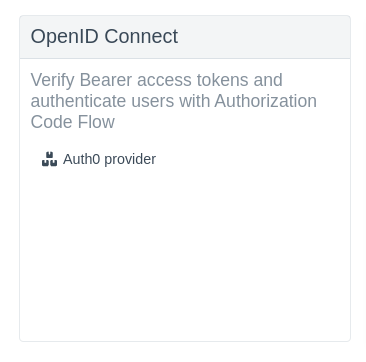 OpenID Connect
Verify Bearer access tokens and
authenticate users with Authorization
Code Flow
Auth0 provider